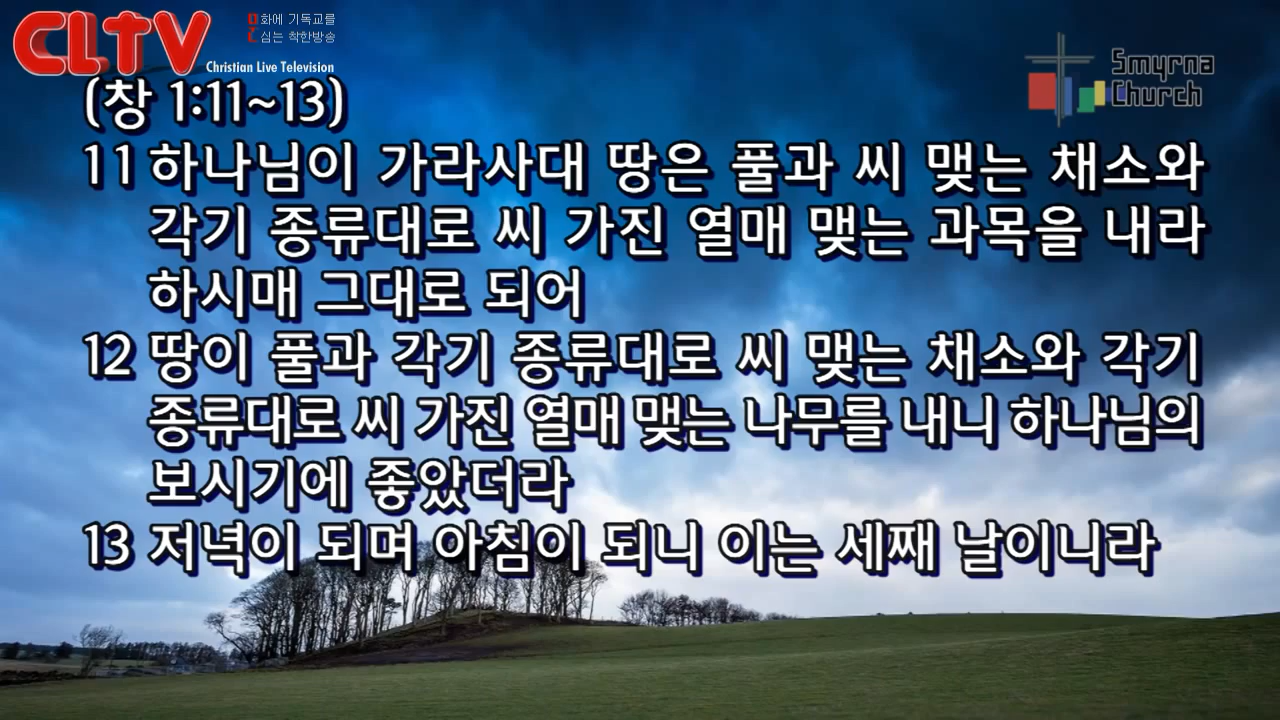 CLTV
문화에 기독교를
심는 착한방송
Christian Live Television
Smyrna
Church
(창 1:11~13)
11 하나님이 가라사대 땅은 풀과 씨 맺는 채소와
각기 종류대로 씨 가진 열매 맺는 과목을 내라
하시매 그대로 되어
12 땅이 풀과 각기 종류대로 씨 맺는 채소와 각기
종류대로 씨 가진 열매 맺는 나무를 내니 하나님의
보시기에 좋았더라
13 저녁이 되며 아침이 되니 이는 세째 날이니라